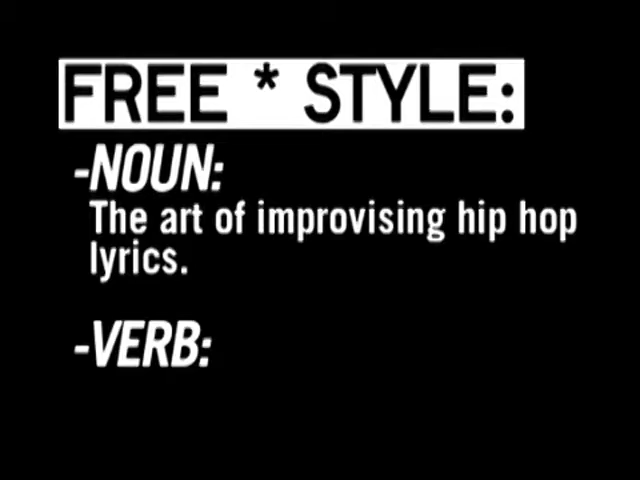 FREE * STYLE:
-NOUN:
The art of improvising hip hop
lyrics.
-VERB: